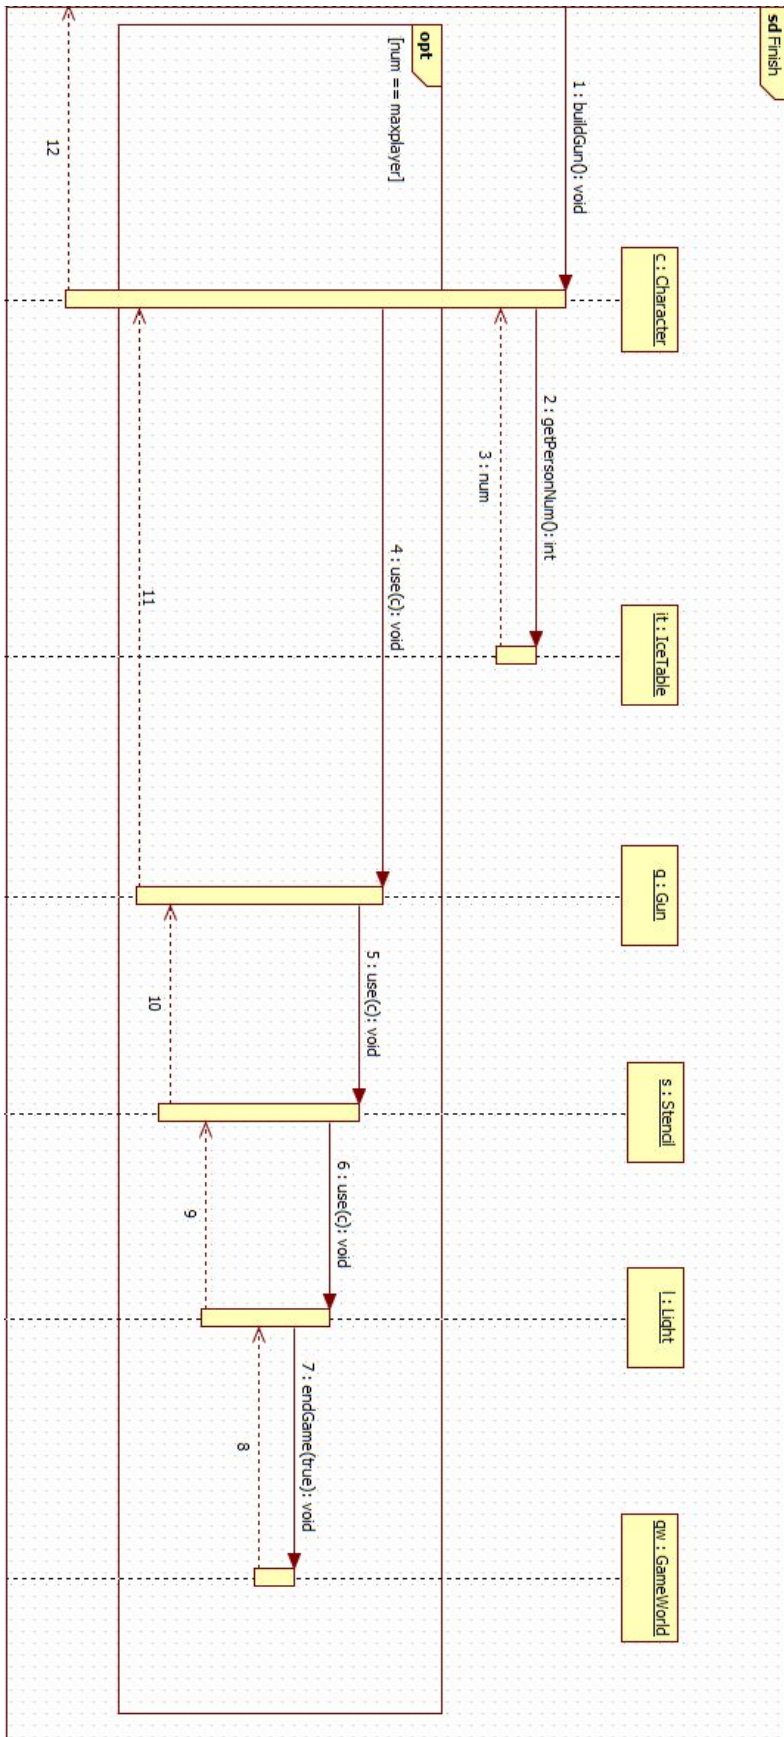 sd Finish
c : Character
it : IceTable
g : Gun
s : Stencil
l : Light
gw : GameWorld
1 : buildGun(): void
2 : getPersonNum(): int
3 : num
opt
[num == maxplayer]
4 : use(c): void
5 : use(c): void
6 : use(c): void
7 : endGame(true): void
8
9
10
11
12